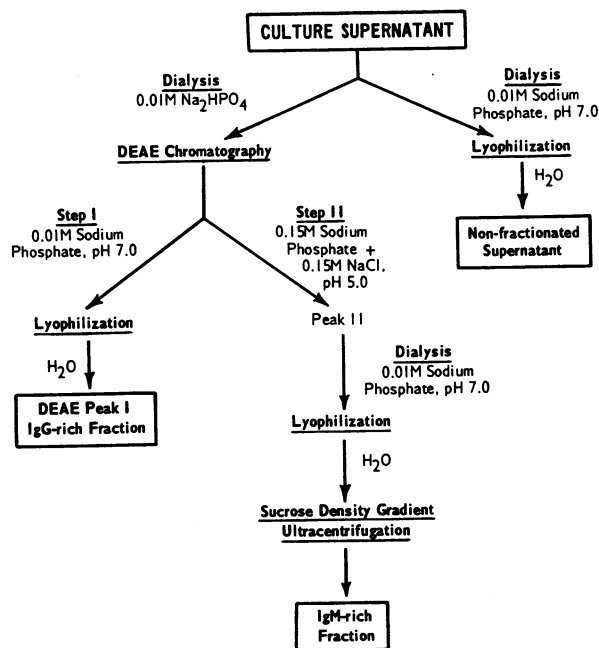 CULTURE SUPERNATANT
Dialysis
0.01M Na2HPO4
Dialysis
0.01M Sodium
Phosphate, pH 7.0
DEAE Chromatography
Lyophilization
H2O
Non-fractionated
Supernatant
Step I
0.01M Sodium
Phosphate, pH 7.0
Step II
0.15M Sodium
Phosphate +
0.15M NaCl,
pH 5.0
Lyophilization
H2O
DEAE Peak I
IgG-rich Fraction
Peak II
Dialysis
0.01M Sodium
Phosphate, pH 7.0
Lyophilization
H2O
Sucrose Density Gradient
Ultracentrifugation
IgM-rich
Fraction